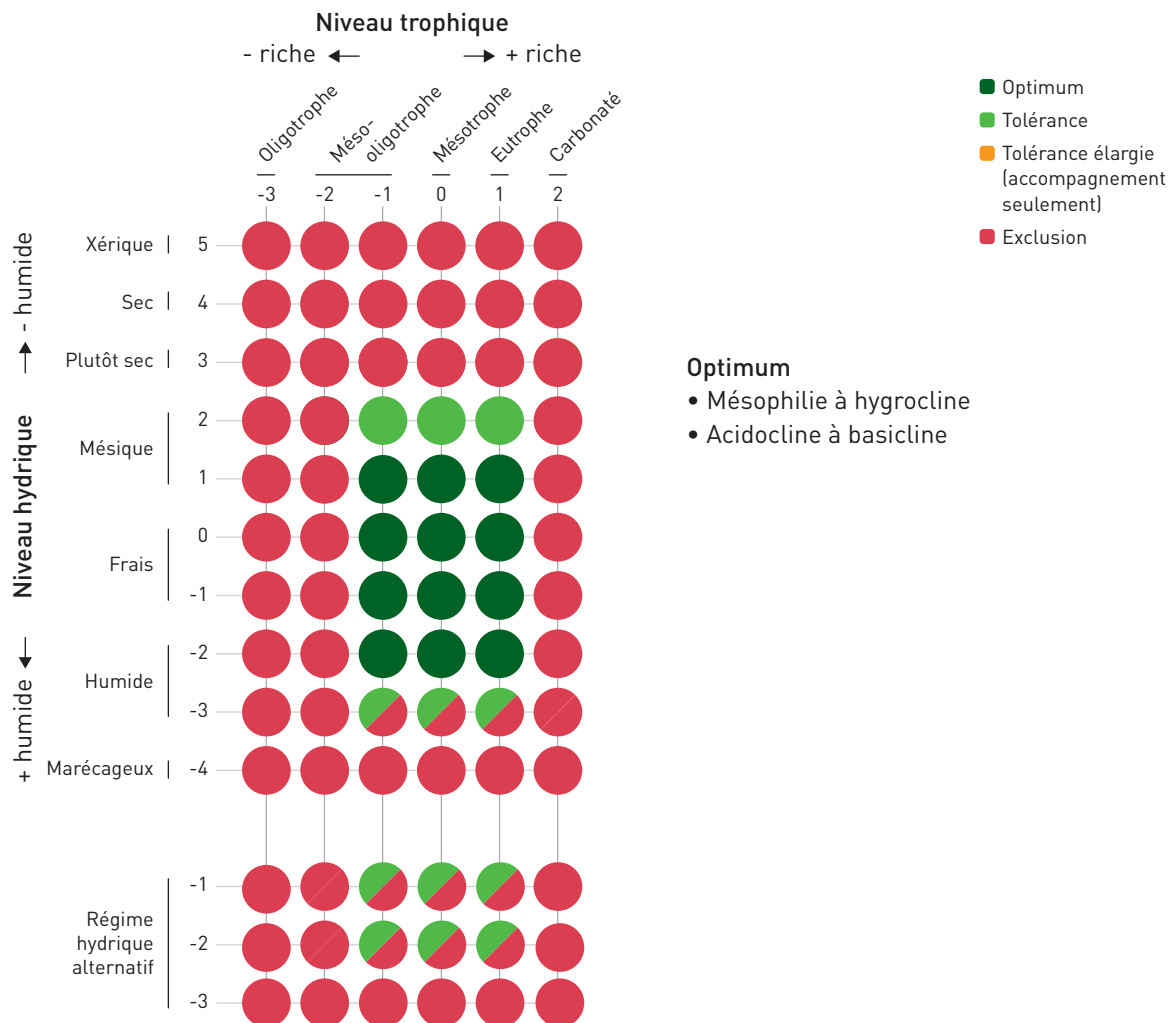 Niveau trophique
- riche ← → + riche
Oligotrophe
Méso-
oligotrophe
Mésotrophe
Eutrophe
Carbonaté
-3 -2 -1 0 1 2
Optimum
Tolérance
Tolérance élargie
(accompagnement
seulement)
Exclusion
Niveau hydrique
→ - humide
+ humide ←
Xérique 5
Sec 4
Plutôt sec 3
2
Mésique
1
0
Frais
-1
-2
Humide
-3
Marécageux -4
-1
Régime
hydrique
alternatif
-2
-3
Optimum
• Mésophilie à hygrocline
• Acidocline à basicline